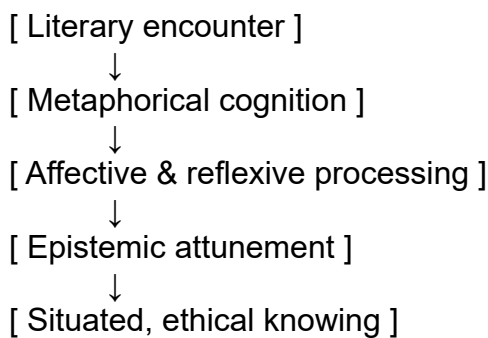 [ Literary encounter ]
↓
[ Metaphorical cognition ]
↓
[ Affective & reflexive processing ]
↓
[ Epistemic attunement ]
↓
[ Situated, ethical knowing ]